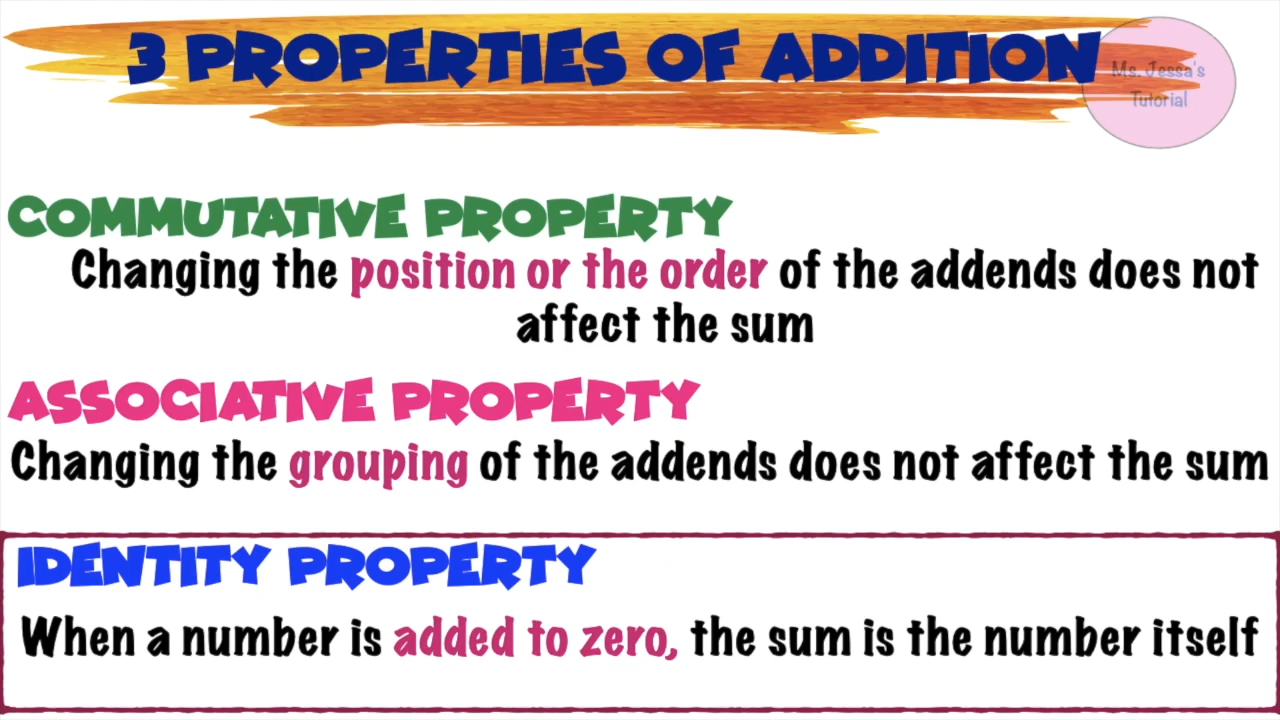 3 PROPERTIES OF ADDITION
Ms. Jessa's
Tutorial
COMMUTATIVE PROPERTY
Changing the position or the order of the addends does not
affect the sum
ASSOCIATIVE PROPERTY
Changing the grouping of the addends does not affect the sum
IDENTITY PROPERTY
When a number is added to zero, the sum is the number itself